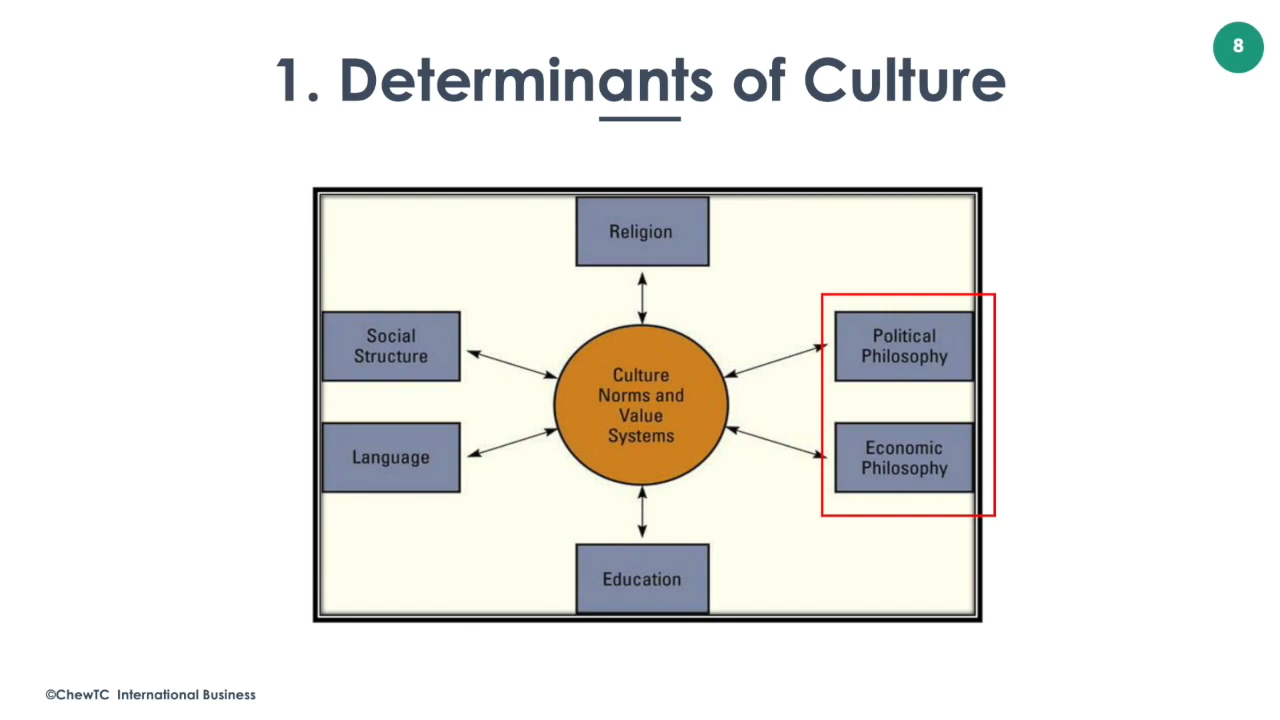 8
1. Determinants of Culture
Religion
Social
Structure
Political
Philosophy
Culture
Norms and
Value
Systems
Language
Economic
Philosophy
Education
©ChewTC International Business